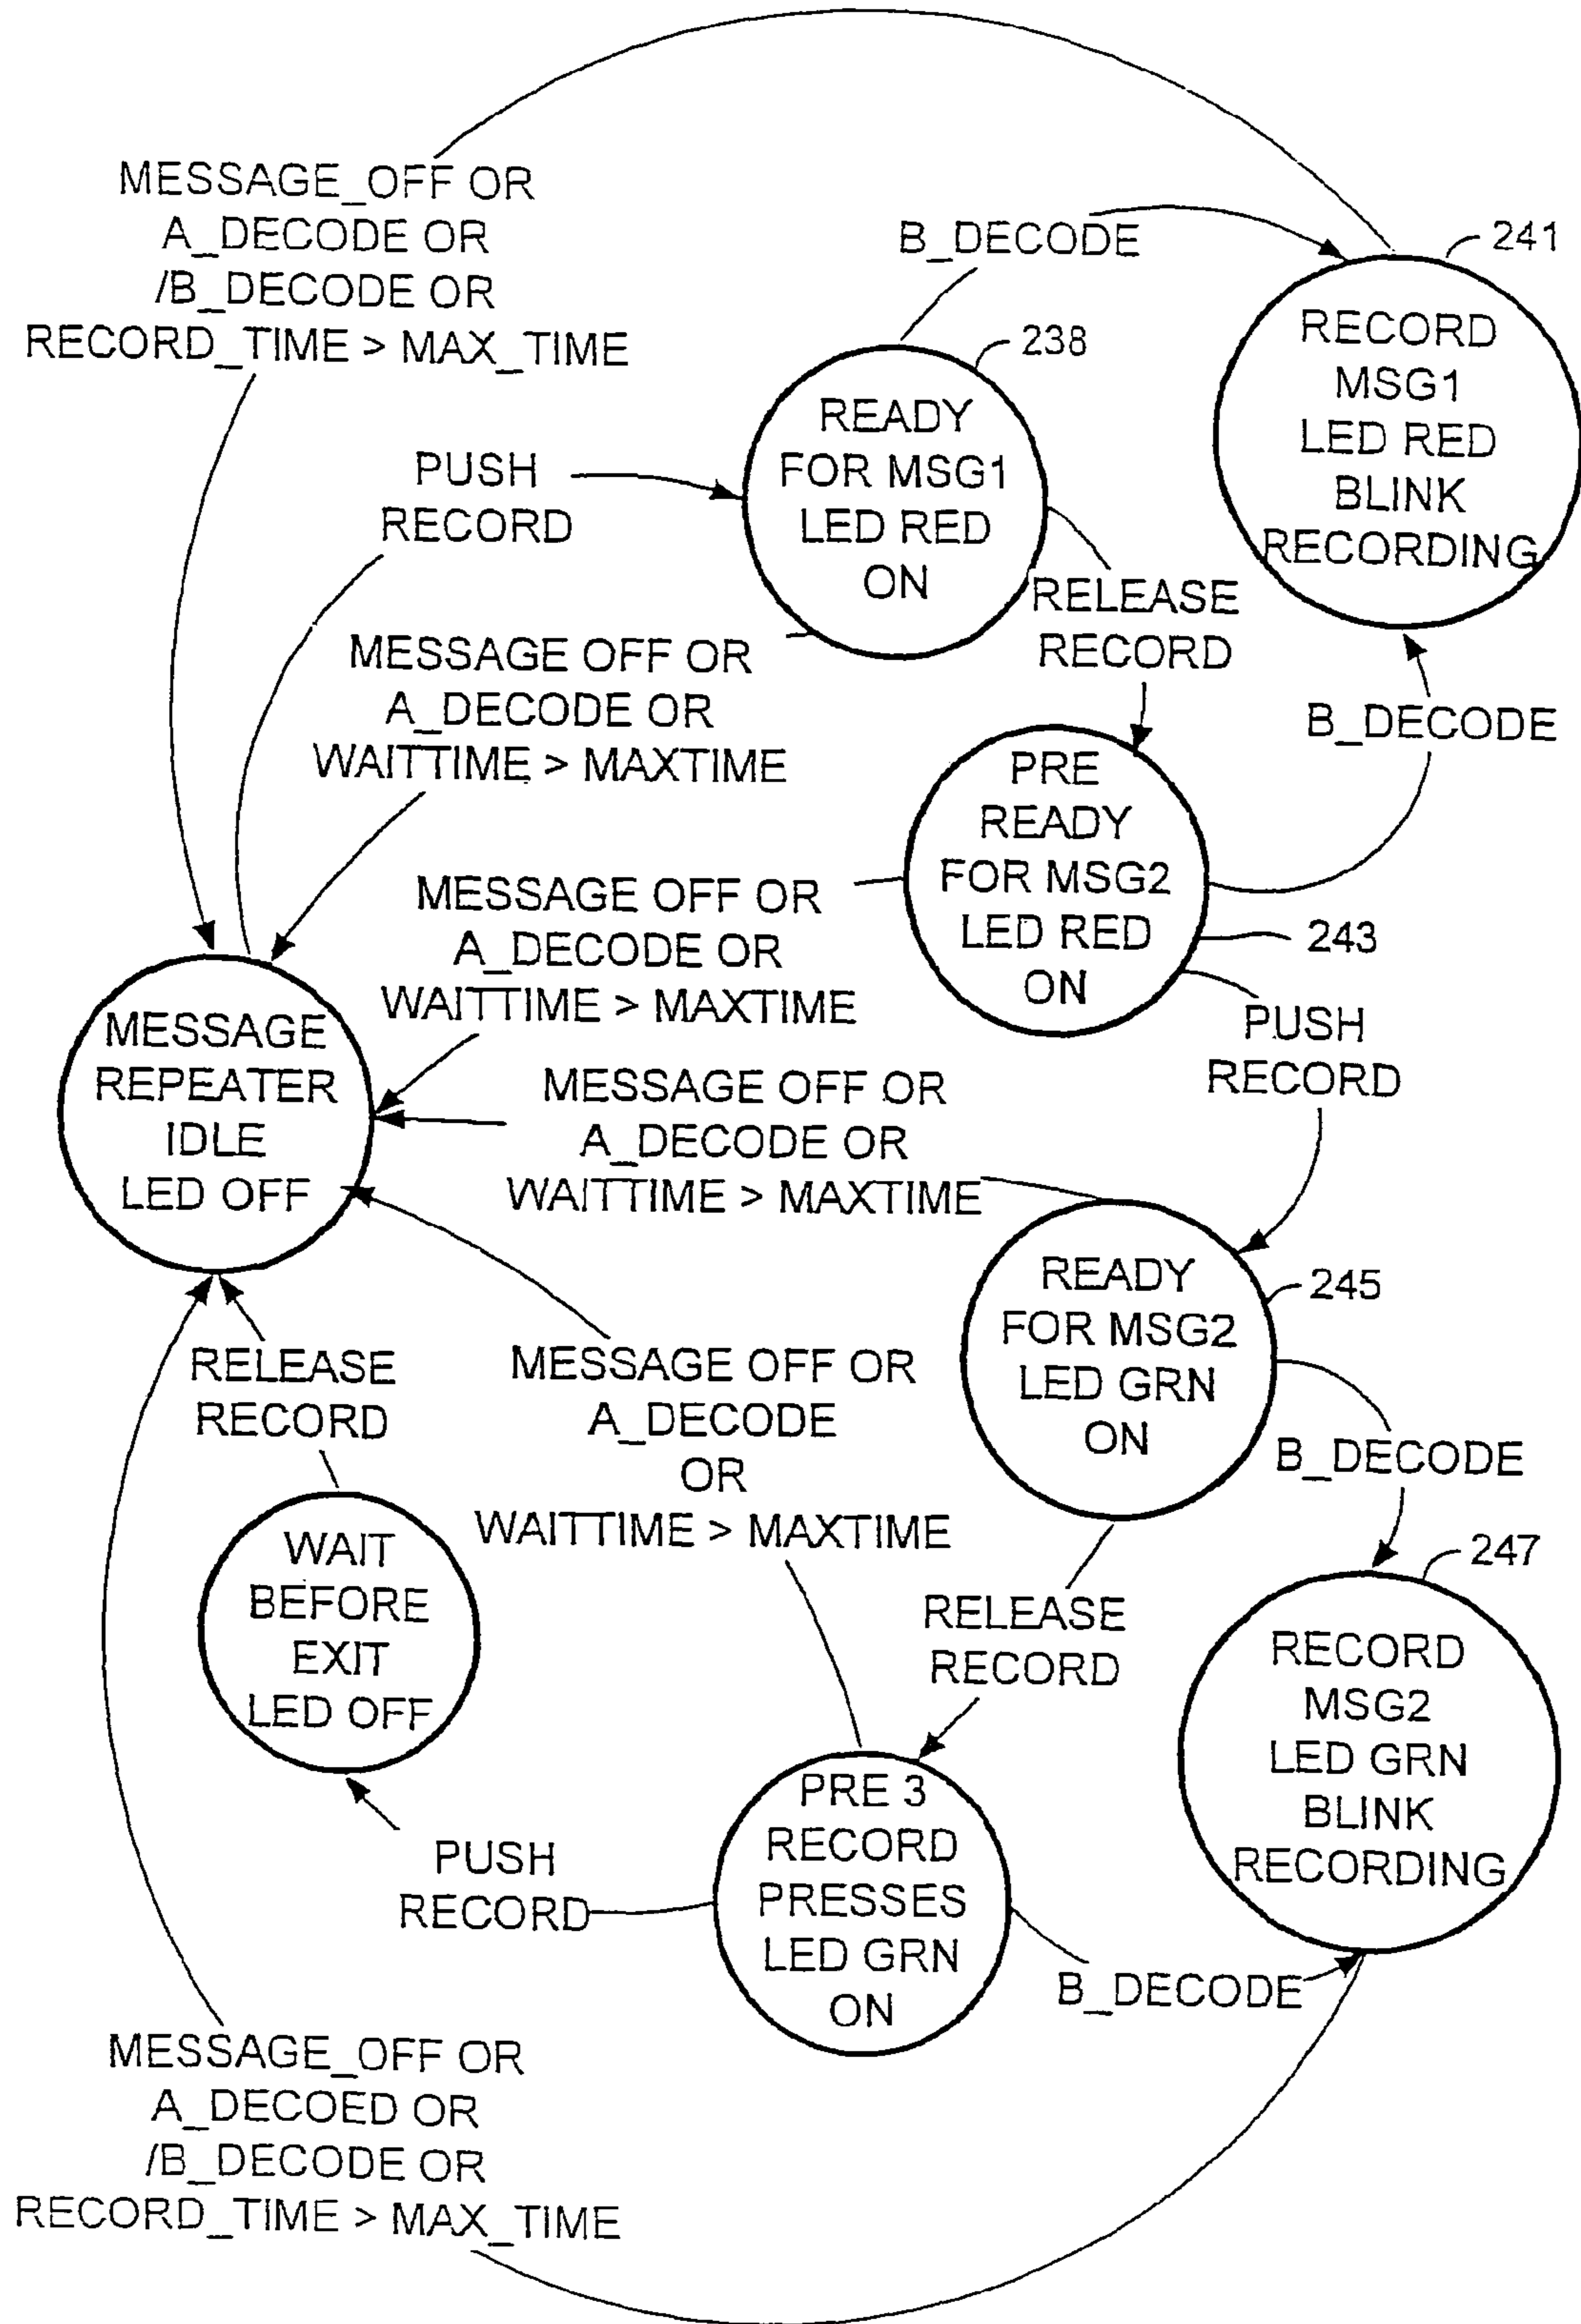 MESSAGE_OFF OR
A_DECODE OR
/B_DECODE OR
RECORD_TIME > MAX_TIME
B_DECODE
241
RECORD
MSG1
LED RED
BLINK
RECORDING
238
READY
FOR MSG1
LED RED
ON
PUSH
RECORD
RELEASE
RECORD
MESSAGE OFF OR
A_DECODE OR
WAITTIME > MAXTIME
B_DECODE
PRE
READY
FOR MSG2
LED RED
ON
243
MESSAGE OFF OR
A_DECODE OR
WAITTIME > MAXTIME
PUSH
RECORD
MESSAGE
REPEATER
IDLE
LED OFF
MESSAGE OFF OR
A_DECODE OR
WAITTIME > MAXTIME
READY
FOR MSG2
LED GRN
ON
245
RELEASE
RECORD
MESSAGE OFF OR
A_DECODE
OR
WAITTIME > MAXTIME
B_DECODE
WAIT
BEFORE
EXIT
LED OFF
RELEASE
RECORD
247
RECORD
MSG2
LED GRN
BLINK
RECORDING
PRE 3
RECORD
PRESSES
LED GRN
ON
PUSH
RECORD
B_DECODE
MESSAGE_OFF OR
A_DECOED OR
/B_DECODE OR
RECORD_TIME > MAX_TIME